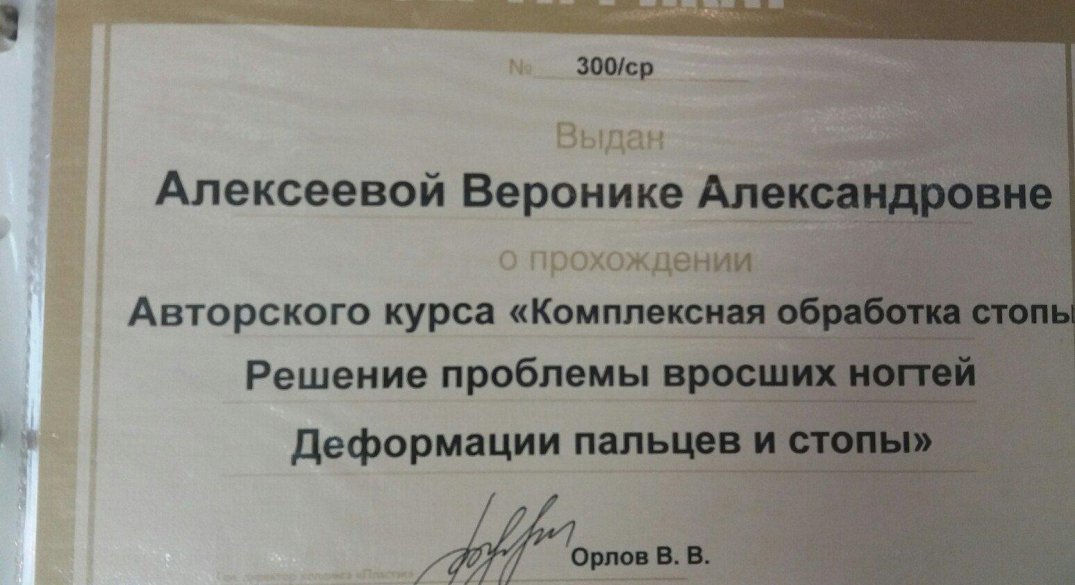 СЕРТИФИКАТ
№ 300/ср
Выдан
Алексеевой Веронике Александровне
о прохождении
Авторского курса «Комплексная обработка стопы
Решение проблемы вросших ногтей
Деформации пальцев и стопы»
Орлов В. В.